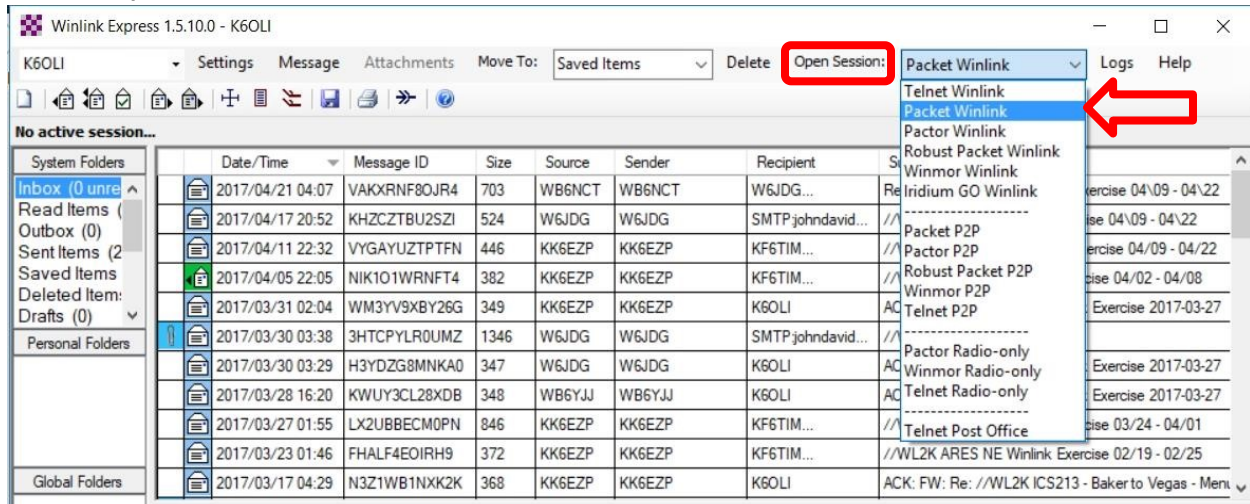 Winlink Express 1.5.10.0 - K6OLI
K6OLI Settings Message Attachments Move To: Saved Items Delete Open Session: Packet Winlink Logs Help
No active session...
Telnet Winlink
Packet Winlink
Pactor Winlink
Robust Packet Winlink
Winmor Winlink
Iridium GO Winlink
-------------------
Packet P2P
Pactor P2P
Robust Packet P2P
Winmor P2P
Telnet P2P
-------------------
Pactor Radio-only
Winmor Radio-only
Telnet Radio-only
-------------------
Telnet Post Office
System Folders
Inbox (0 unre
Read Items (
Outbox (0)
Sent Items (2
Saved Items
Deleted Item
Drafts (0)
Personal Folders
Global Folders
Date/Time Message ID Size Source Sender Recipient
2017/04/21 04:07 VAKXRNF8OJR4 703 WB6NCT WB6NCT W6JDG... Re ercise 04\09 - 04\22
2017/04/17 20:52 KHZCZTBU2SZI 524 W6JDG W6JDG SMTP:johndavid... ise 04\09 - 04\22
2017/04/11 22:32 VYGAYUZTPTFN 446 KK6EZP KK6EZP KF6TIM... ercise 04/09 - 04/22
2017/04/05 22:05 NIK1O1WRNFT4 382 KK6EZP KK6EZP KF6TIM... cise 04/02 - 04/08
2017/03/31 02:04 WM3YV9XBY26G 349 KK6EZP KK6EZP K6OLI AC Exercise 2017-03-27
2017/03/30 03:38 3HTCPYLR0UMZ 1346 W6JDG W6JDG SMTP:johndavid...
2017/03/30 03:29 H3YDZG8MNKA0 347 W6JDG W6JDG K6OLI AC Exercise 2017-03-27
2017/03/28 16:20 KWUY3CL28XDB 348 WB6YJJ WB6YJJ K6OLI AC Exercise 2017-03-27
2017/03/27 01:55 LX2UBBECM0PN 846 KK6EZP KK6EZP KF6TIM... cise 03/24 - 04/01
2017/03/23 01:46 FHALF4EOIRH9 372 KK6EZP KK6EZP KF6TIM... //WL2K ARES NE Winlink Exercise 02/19 - 02/25
2017/03/17 04:29 N3Z1WB1NXK2K 368 KK6EZP KK6EZP K6OLI ACK: FW: Re: //WL2K ICS213 - Baker to Vegas - Menu